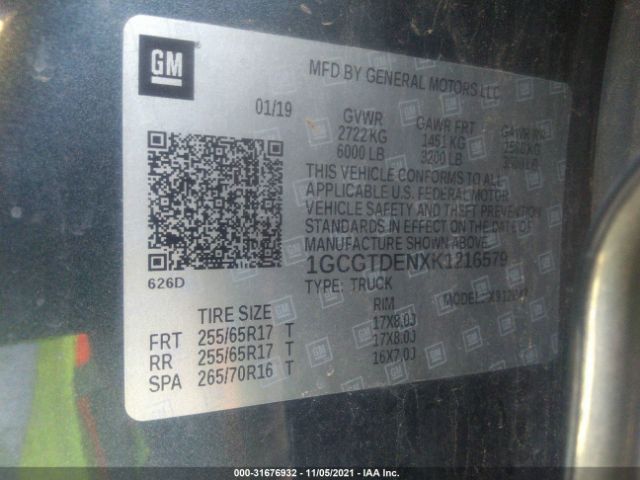 GM
MFD BY GENERAL MOTORS LLC
01/19 GVWR GAWR FRT GAWR
2722 KG 1451 KG
6000 LB 3200 LB
THIS VEHICLE CONFORMS TO ALL
APPLICABLE U.S. FEDERAL MOTOR
VEHICLE SAFETY AND THEFT PREVENTION
STANDARDS IN EFFECT ON THE DATE OF
MANUFACTURE SHOWN ABOVE.
1GCGTDENXK1216579
626D
TYPE: TRUCK MODEL:
TIRE SIZE RIM
FRT 255/65R17 T 17X8.0J
RR 255/65R17 T 17X8.0J
SPA 265/70R16 T 16X7.0J
000-31676932 - 11/05/2021 - IAA Inc.